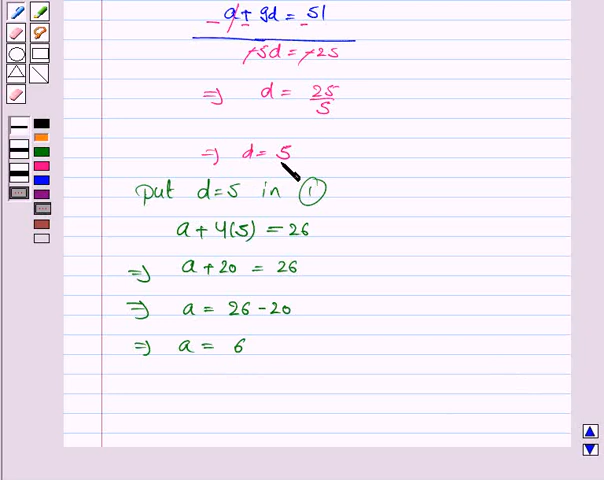 a + 9d = 51
- - -
-5d = -25
⇒ d = 25/5
⇒ d = 5
put d=5 in ①
a + 4(5) = 26
⇒ a + 20 = 26
⇒ a = 26 - 20
⇒ a = 6